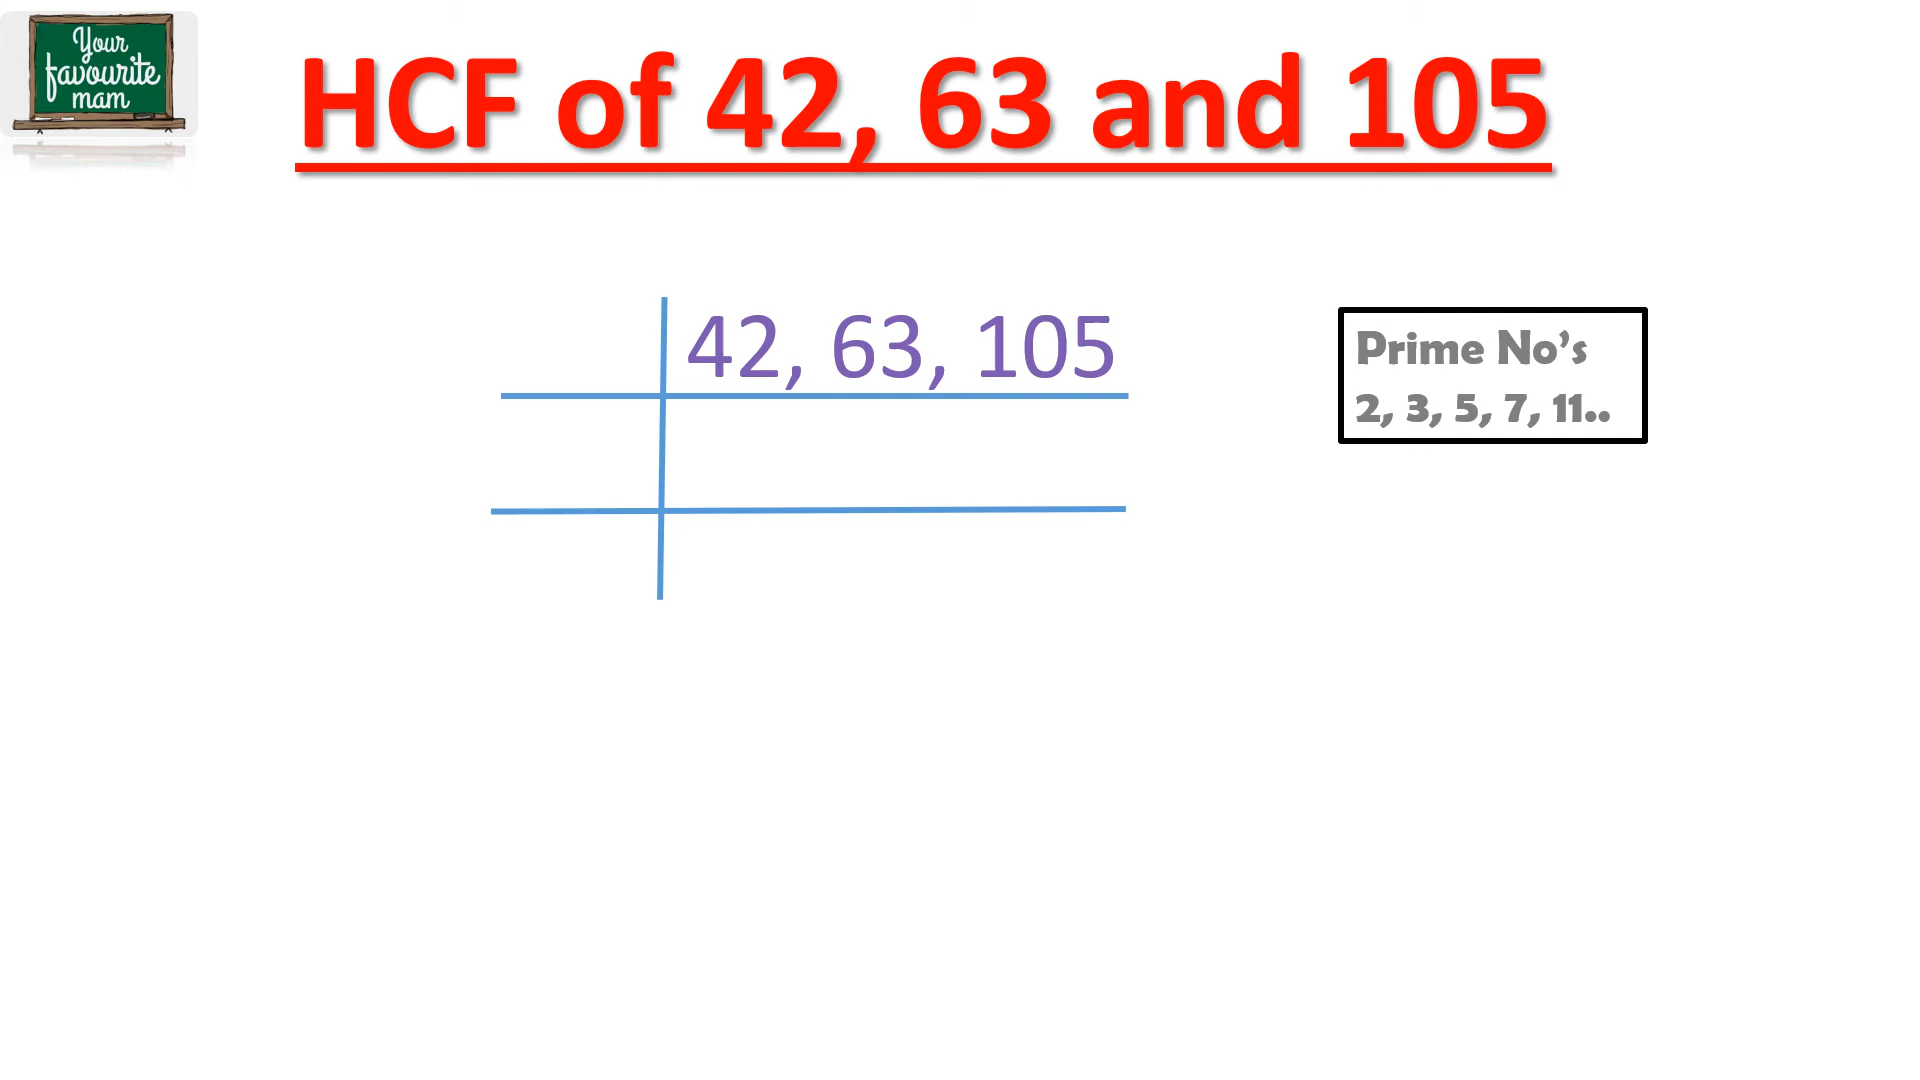 Your
favourite
mam
HCF of 42, 63 and 105
42, 63, 105
Prime No’s
2, 3, 5, 7, 11..